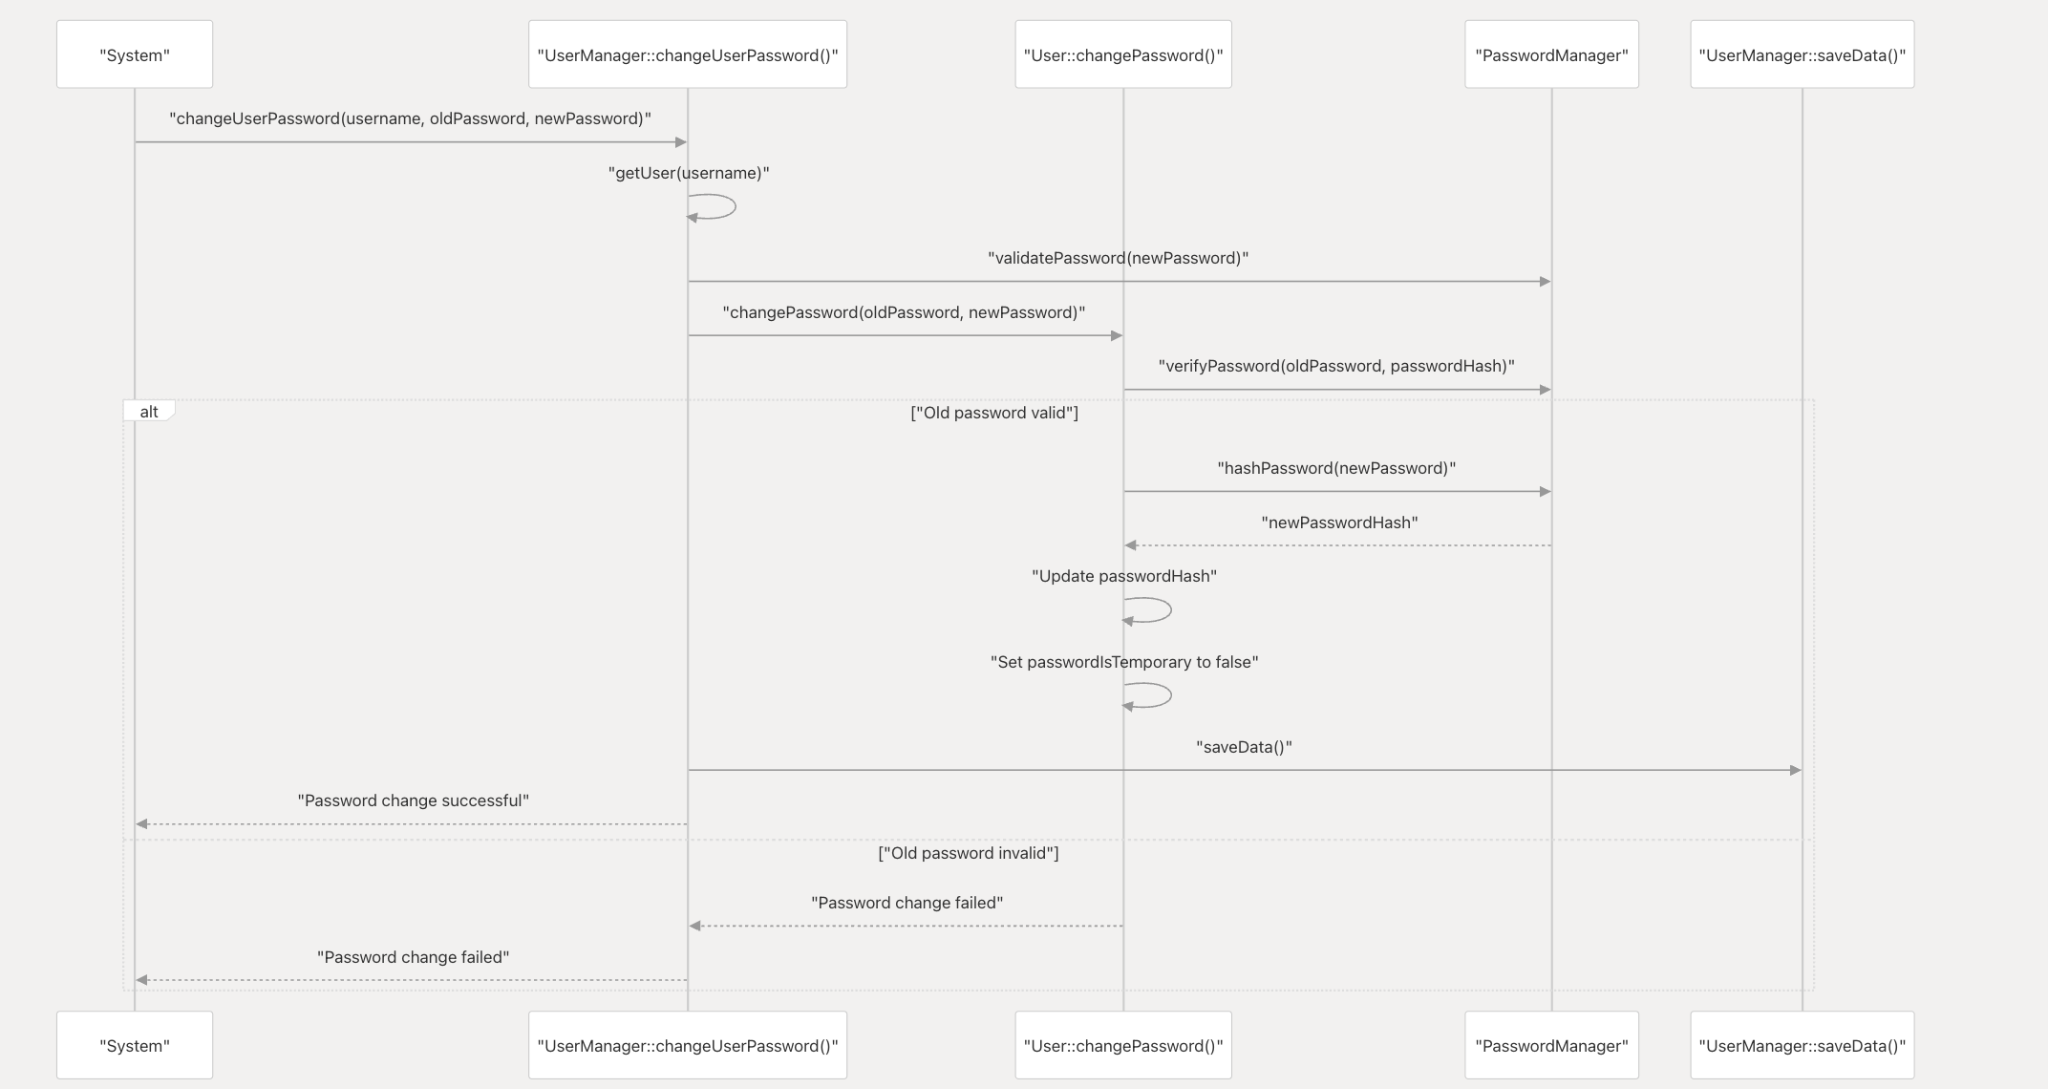 "System"
"UserManager::changeUserPassword()"
"User::changePassword()"
"PasswordManager"
"UserManager::saveData()"
"changeUserPassword(username, oldPassword, newPassword)"
"getUser(username)"
"validatePassword(newPassword)"
"changePassword(oldPassword, newPassword)"
"verifyPassword(oldPassword, passwordHash)"
alt
["Old password valid"]
"hashPassword(newPassword)"
"newPasswordHash"
"Update passwordHash"
"Set passwordIsTemporary to false"
"saveData()"
"Password change successful"
["Old password invalid"]
"Password change failed"
"Password change failed"
"System"
"UserManager::changeUserPassword()"
"User::changePassword()"
"PasswordManager"
"UserManager::saveData()"